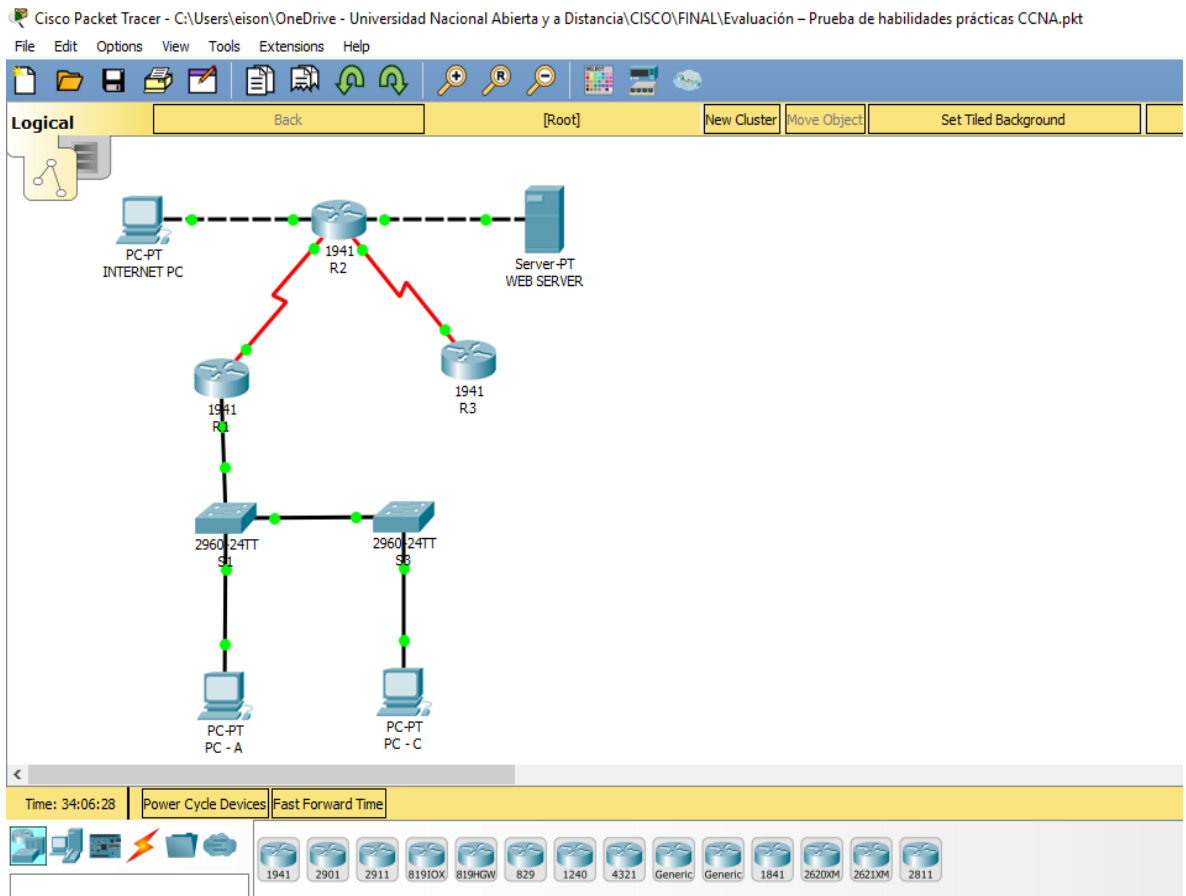 Cisco Packet Tracer - C:\Users\eison\OneDrive - Universidad Nacional Abierta y a Distancia\CISCO\FINAL\Evaluación – Prueba de habilidades prácticas CCNA.pkt
File Edit Options View Tools Extensions Help
Logical Back [Root] New Cluster Move Object Set Tiled Background
PC-PT
INTERNET PC
1941
R2
Server-PT
WEB SERVER
1941
R1
1941
R3
2960-24TT
S1
2960-24TT
S3
PC-PT
PC - A
PC-PT
PC - C
Time: 34:06:28 Power Cycle Devices Fast Forward Time
1941 2901 2911 819IOX 819HGW 829 1240 4321 Generic Generic 1841 2620XM 2621XM 2811